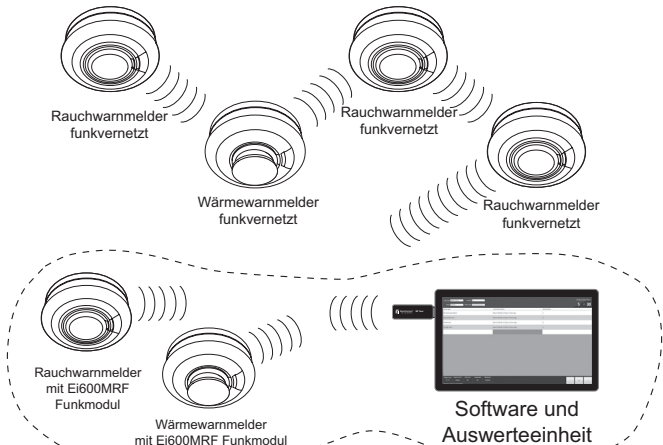 Rauchwarnmelder
funkvernetzt
Rauchwarnmelder
funkvernetzt
Wärmewarnmelder
funkvernetzt
Rauchwarnmelder
funkvernetzt
Rauchwarnmelder
mit Ei600MRF
Funkmodul
Wärmewarnmelder
mit Ei600MRF Funkmodul
Software und
Auswerteeinheit